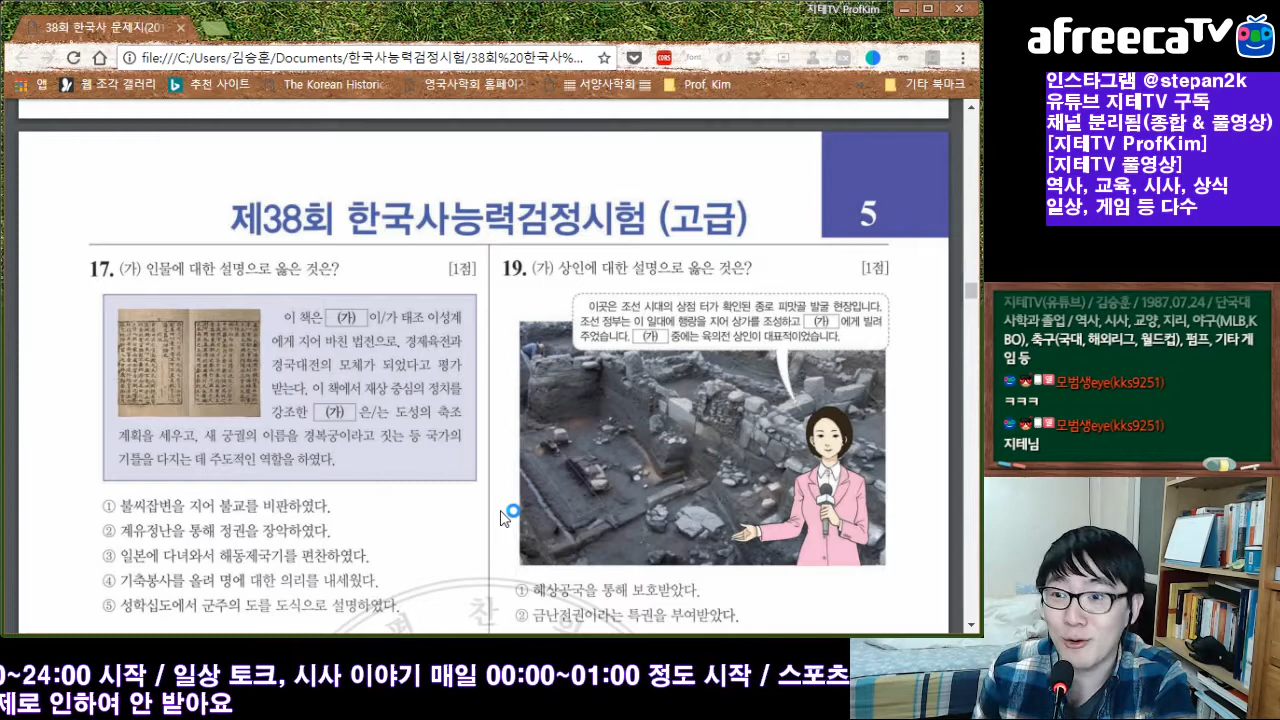 지테TV ProfKim
38회 한국사 문제지(201
file:///C:/Users/김승훈/Documents/한국사능력검정시험/38회%20한국사%...
앱 웹 조각 갤러리 추천 사이트 The Korean Historic 영국사학회 홈페이지 서양사학회 Prof. Kim 기타 북마크
제38회 한국사능력검정시험 (고급)
5
17. (가) 인물에 대한 설명으로 옳은 것은? [1점]
이 책은 (가) 이/가 태조 이성계
에게 지어 바친 법전으로, 경제육전과
경국대전의 모체가 되었다고 평가
받는다. 이 책에서 재상 중심의 정치를
강조한 (가) 은/는 도성의 축조
계획을 세우고, 새 궁궐의 이름을 경복궁이라고 짓는 등 국가의
기틀을 다지는 데 주도적인 역할을 하였다.
① 불씨잡변을 지어 불교를 비판하였다.
② 계유정난을 통해 정권을 장악하였다.
③ 일본에 다녀와서 해동제국기를 편찬하였다.
④ 기축봉사를 올려 명에 대한 의리를 내세웠다.
⑤ 성학십도에서 군주의 도를 도식으로 설명하였다.
19. (가) 상인에 대한 설명으로 옳은 것은? [1점]
이곳은 조선 시대의 상점 터가 확인된 종로 피맛골 발굴 현장입니다.
조선 정부는 이 일대에 행랑을 지어 상가를 조성하고 (가) 에게 빌려
주었습니다. (가) 중에는 육의전 상인이 대표적이었습니다.
① 혜상공국을 통해 보호받았다.
② 금난전권이라는 특권을 부여받았다.
afreecaTV
인스타그램 @stepan2k
유튜브 지테TV 구독
채널 분리됨(종합 & 풀영상)
[지테TV ProfKim]
[지테TV 풀영상]
역사, 교육, 시사, 상식
일상, 게임 등 다수
지테TV(유튜브) / 김승훈 / 1987.07.24 / 단국대
사학과 졸업 / 역사, 시사, 교양, 지리, 야구(MLB,K
BO), 축구(국대, 해외리그, 월드컵), 펌프, 기타 게
임 등
모범생eye(kks9251)
ㅋㅋㅋ
모범생eye(kks9251)
지테님
0~24:00 시작 / 일상 토크, 시사 이야기 매일 00:00~01:00 정도 시작 / 스포츠
제로 인하여 안 받아요